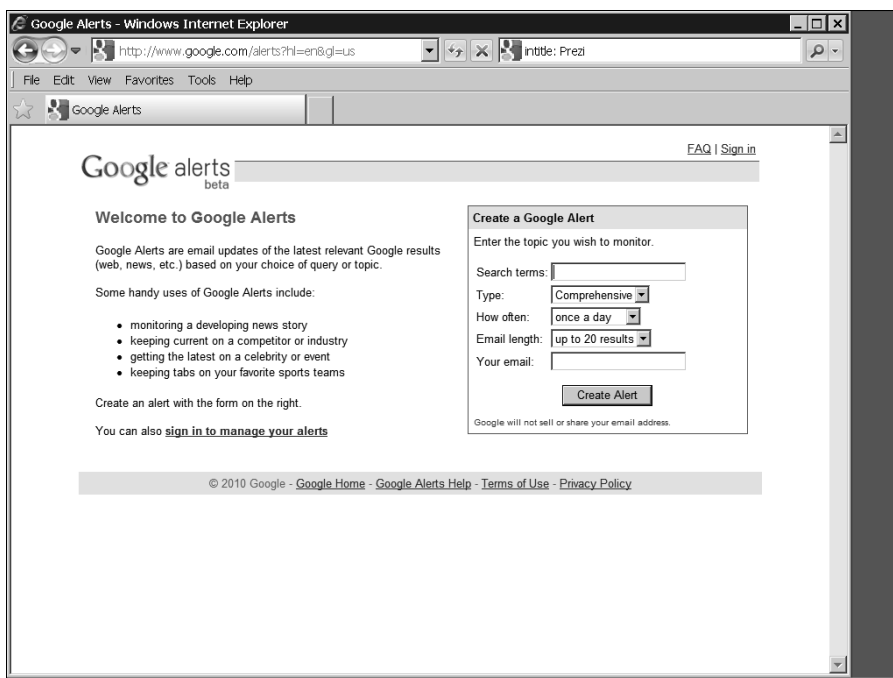 Google Alerts - Windows Internet Explorer
http://www.google.com/alerts?hl=en&gl=us
intitle: Prezi
File Edit View Favorites Tools Help
Google Alerts
FAQ | Sign in
Google alerts
beta
Welcome to Google Alerts
Google Alerts are email updates of the latest relevant Google results
(web, news, etc.) based on your choice of query or topic.
Some handy uses of Google Alerts include:
• monitoring a developing news story
• keeping current on a competitor or industry
• getting the latest on a celebrity or event
• keeping tabs on your favorite sports teams
Create an alert with the form on the right.
You can also sign in to manage your alerts
Create a Google Alert
Enter the topic you wish to monitor.
Search terms:
Type: Comprehensive
How often: once a day
Email length: up to 20 results
Your email:
Create Alert
Google will not sell or share your email address.
© 2010 Google - Google Home - Google Alerts Help - Terms of Use - Privacy Policy